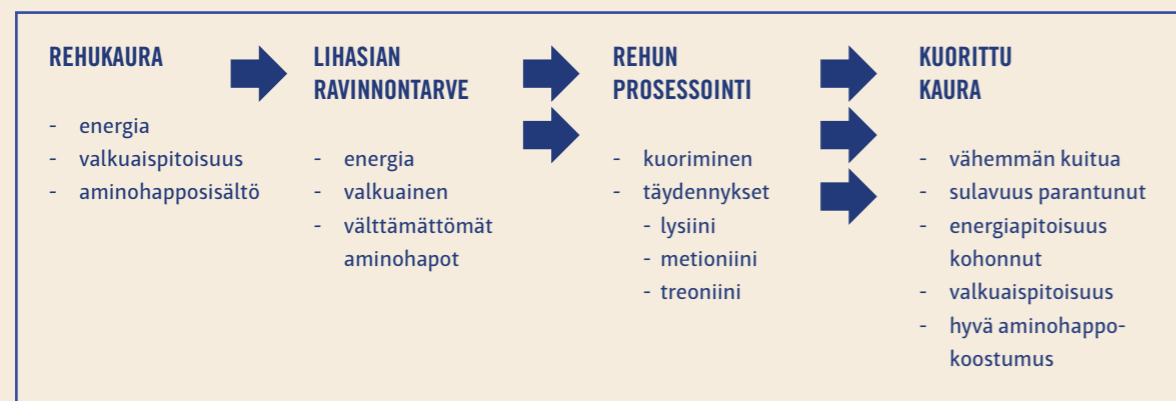 REHUKAURA
- energia
- valkuaispitoisuus
- aminohapposisältö
LIHASIAN
RAVINNONTARVE
- energia
- valkuainen
- välttämättömät
aminohapot
REHUN
PROSESSOINTI
- kuoriminen
- täydennykset
- lysiini
- metioniini
- treoniini
KUORITTU
KAURA
- vähemmän kuitua
- sulavuus parantunut
- energiapitoisuus
kohonnut
- valkuaispitoisuus
- hyvä aminohappo-
koostumus